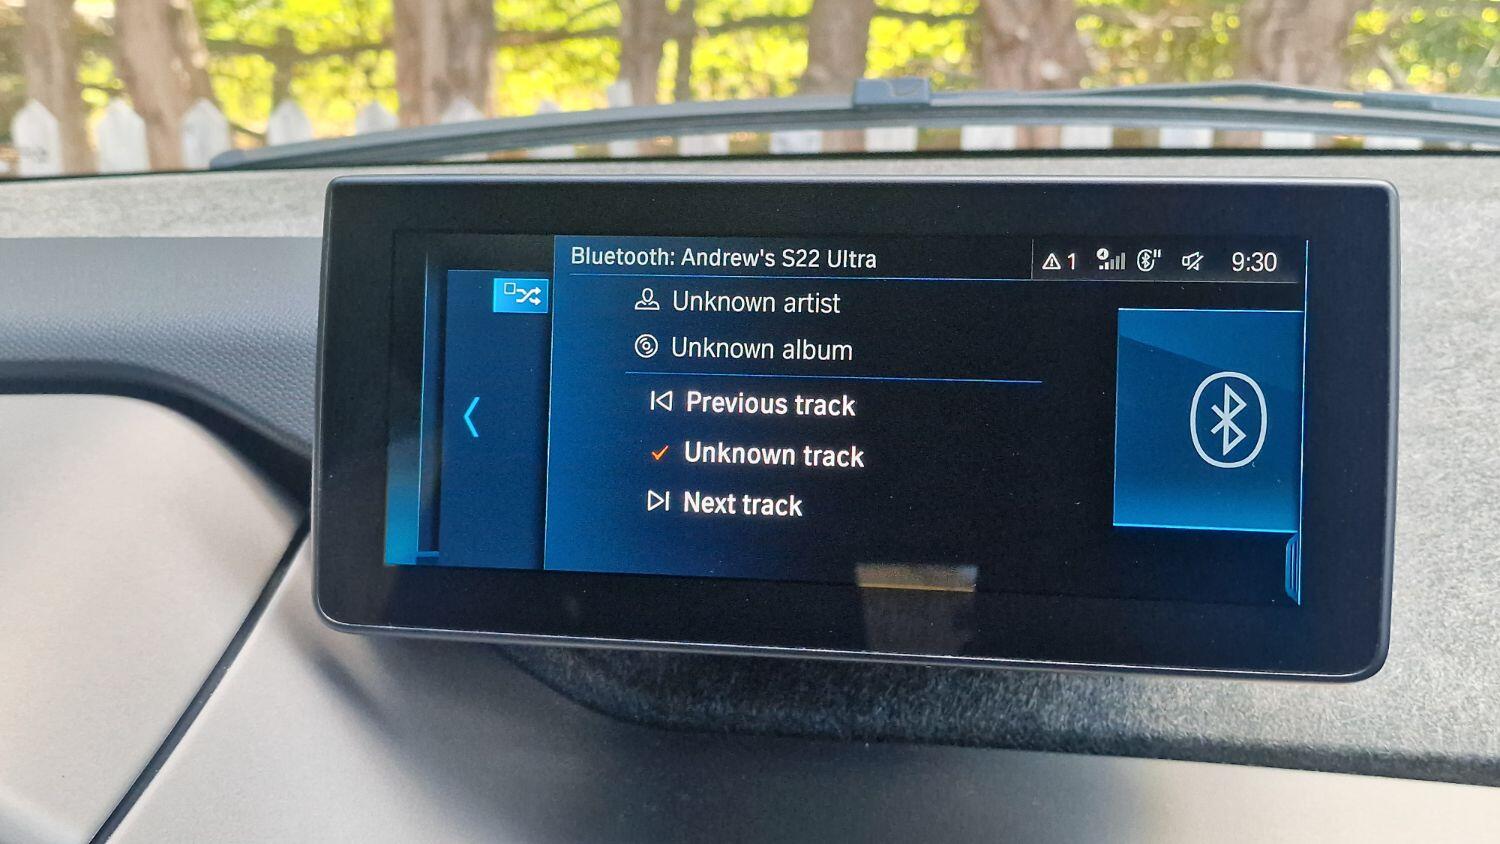 Bluetooth: Andrew's S22 Ultra
1
9:30
Unknown artist
Unknown album
Previous track
Unknown track
Next track